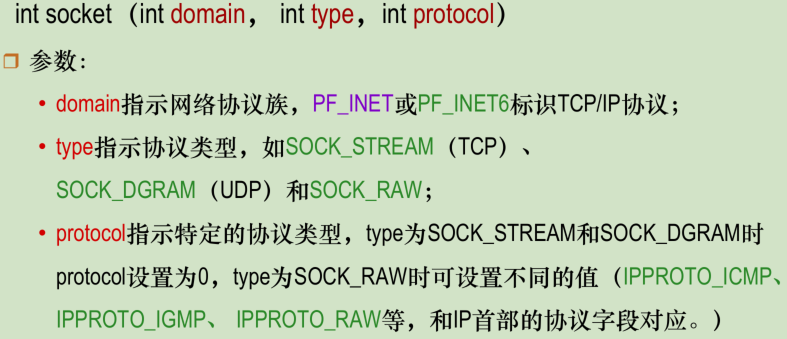 int socket（int domain， int type，int protocol）
参数：
• domain指示网络协议族，PF_INET或PF_INET6标识TCP/IP协议；
• type指示协议类型，如SOCK_STREAM（TCP）、
SOCK_DGRAM（UDP）和SOCK_RAW；
• protocol指示特定的协议类型，type为SOCK_STREAM和SOCK_DGRAM时
protocol设置为0，type为SOCK_RAW时可设置不同的值（IPPROTO_ICMP、
IPPROTO_IGMP、 IPPROTO_RAW等，和IP首部的协议字段对应。）